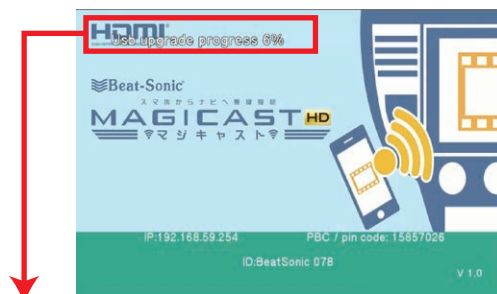 HDMI
Usb upgrade progress 6%
Beat-Sonic®
スマホからナビへ無線接続
MAGICAST HD
マジキャスト
IP:192.168.59.254
PBC / pin code: 15857026
ID:BeatSonic 078
V 1.0